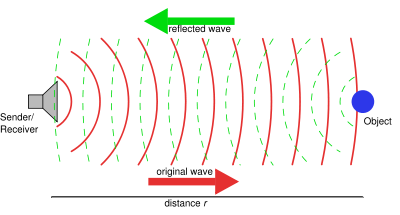 reflected wave
Sender/
Receiver
Object
original wave
distance r